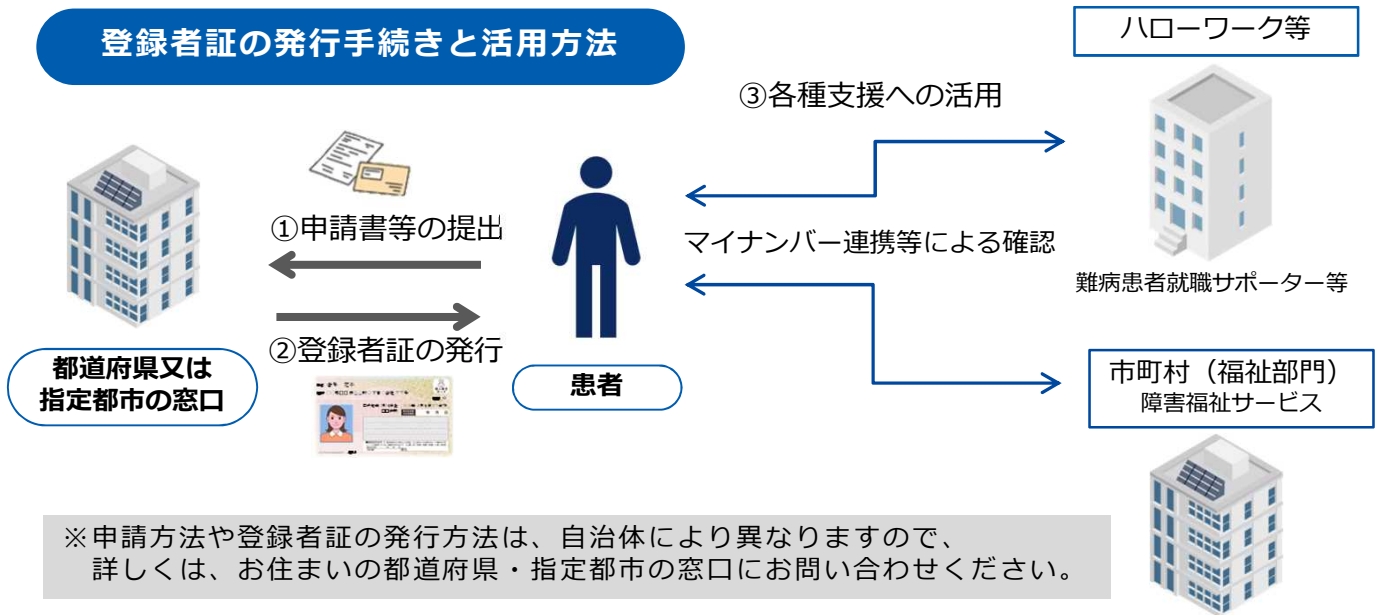 登録者証の発行手続きと活用方法
ハローワーク等
③各種支援への活用
①申請書等の提出
マイナンバー連携等による確認
難病患者就職サポーター等
②登録者証の発行
都道府県又は
指定都市の窓口
患者
市町村（福祉部門）
障害福祉サービス
※申請方法や登録者証の発行方法は、自治体により異なりますので、
詳しくは、お住まいの都道府県・指定都市の窓口にお問い合わせください。